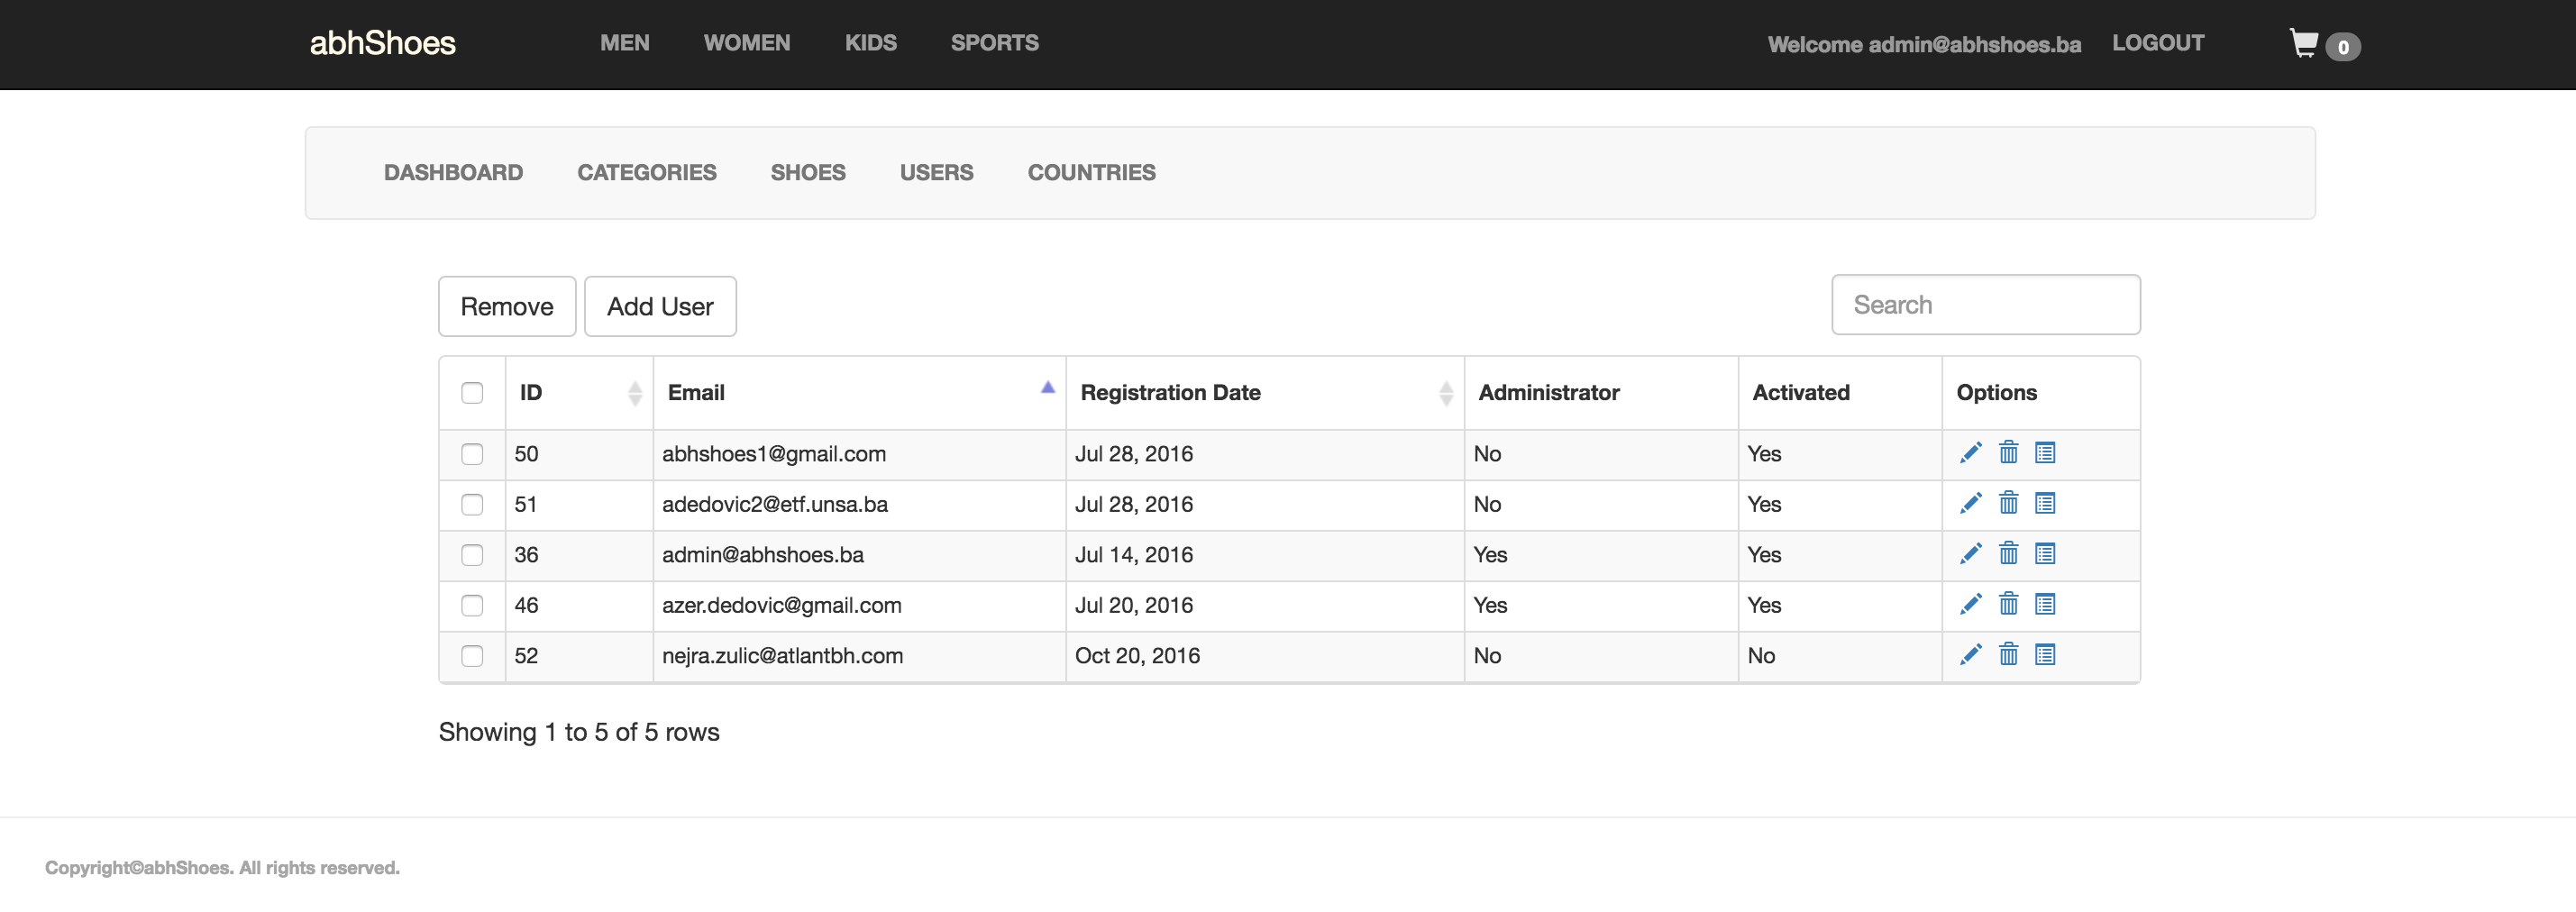 abhShoes MEN WOMEN KIDS SPORTS Welcome admin@abhshoes.ba LOGOUT 0
DASHBOARD CATEGORIES SHOES USERS COUNTRIES
Remove Add User Search
ID Email Registration Date Administrator Activated Options
50 abhshoes1@gmail.com Jul 28, 2016 No Yes
51 adedovic2@etf.unsa.ba Jul 28, 2016 No Yes
36 admin@abhshoes.ba Jul 14, 2016 Yes Yes
46 azer.dedovic@gmail.com Jul 20, 2016 Yes Yes
52 nejra.zulic@atlantbh.com Oct 20, 2016 No No
Showing 1 to 5 of 5 rows
Copyright©abhShoes. All rights reserved.